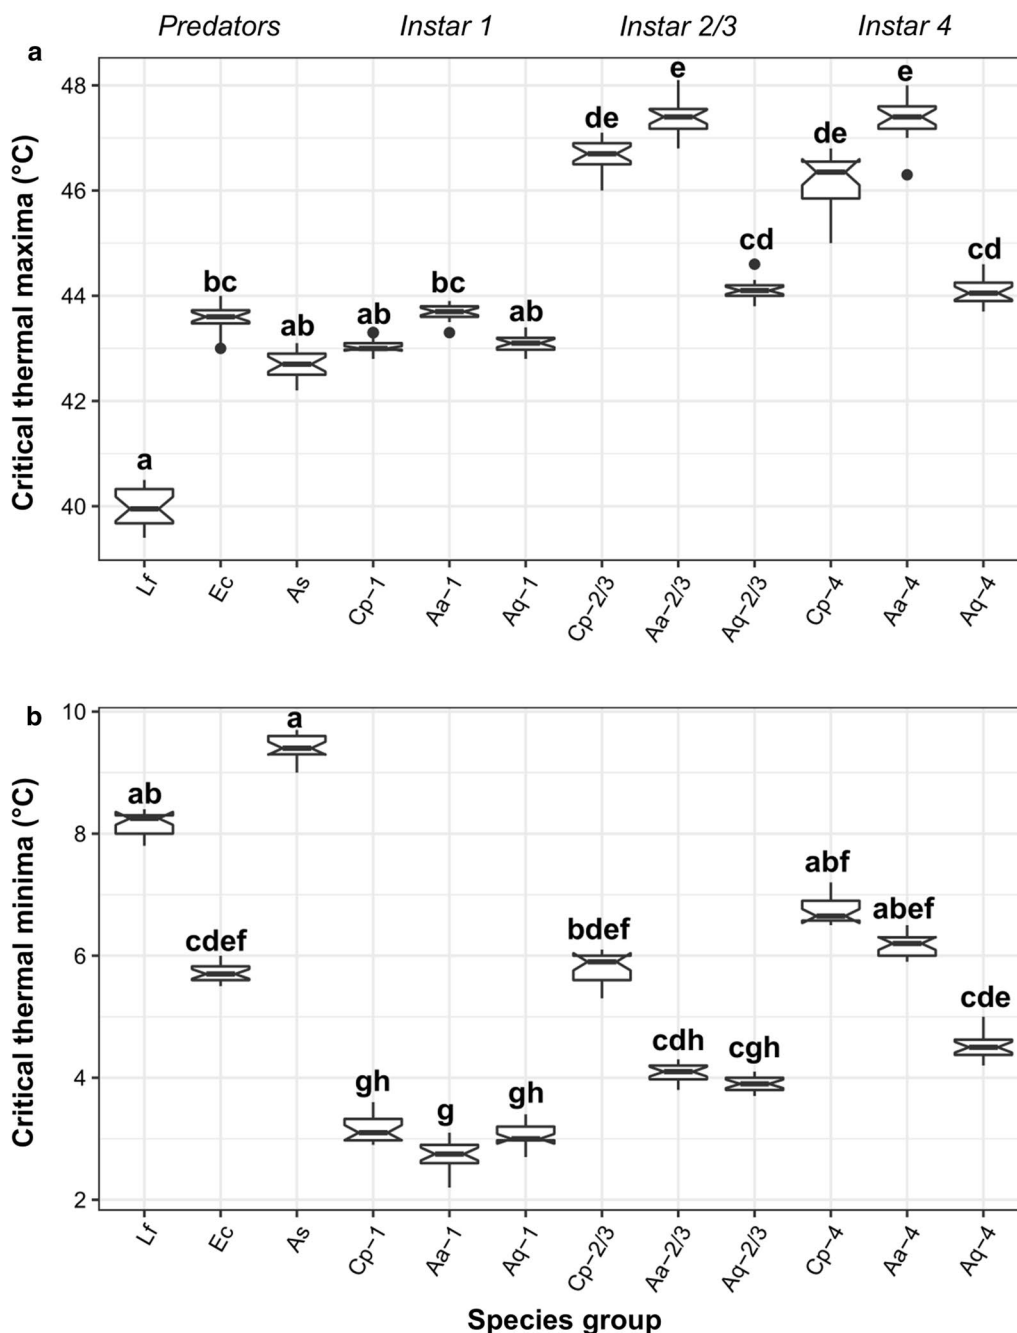 Predators Instar 1 Instar 2/3 Instar 4
a
Critical thermal maxima (°C)
48
46
44
42
40
a bc ab ab bc ab de e cd de e cd
Lf Ec As Cp−1 Aa−1 Aq−1 Cp−2/3 Aa−2/3 Aq−2/3 Cp−4 Aa−4 Aq−4
b
Critical thermal minima (°C)
10
8
6
4
2
ab cdef a gh g gh bdef cdh cgh abf abef cde
Lf Ec As Cp−1 Aa−1 Aq−1 Cp−2/3 Aa−2/3 Aq−2/3 Cp−4 Aa−4 Aq−4
Species group